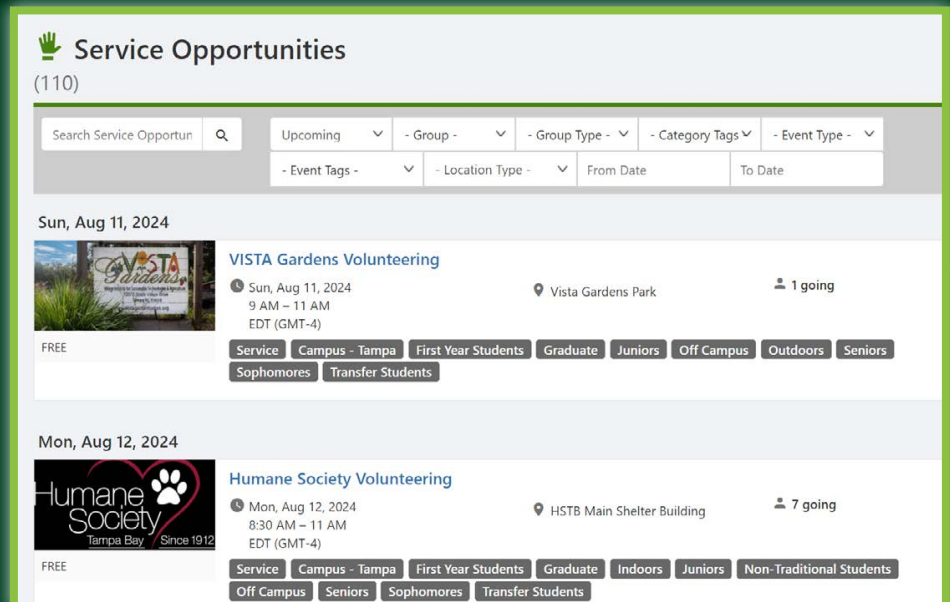 Service Opportunities
(110)
Search Service Opportun
Upcoming
- Group -
- Group Type -
- Category Tags
- Event Type -
- Event Tags -
- Location Type -
From Date
To Date
Sun, Aug 11, 2024
VISTA
Gardens
VISTA Gardens Volunteering
Sun, Aug 11, 2024
9 AM – 11 AM
EDT (GMT-4)
Vista Gardens Park
1 going
FREE
Service Campus - Tampa First Year Students Graduate Juniors Off Campus Outdoors Seniors
Sophomores Transfer Students
Mon, Aug 12, 2024
Humane
Society
Tampa Bay Since 1912
Humane Society Volunteering
Mon, Aug 12, 2024
8:30 AM – 11 AM
EDT (GMT-4)
HSTB Main Shelter Building
7 going
FREE
Service Campus - Tampa First Year Students Graduate Indoors Juniors Non-Traditional Students
Off Campus Seniors Sophomores Transfer Students